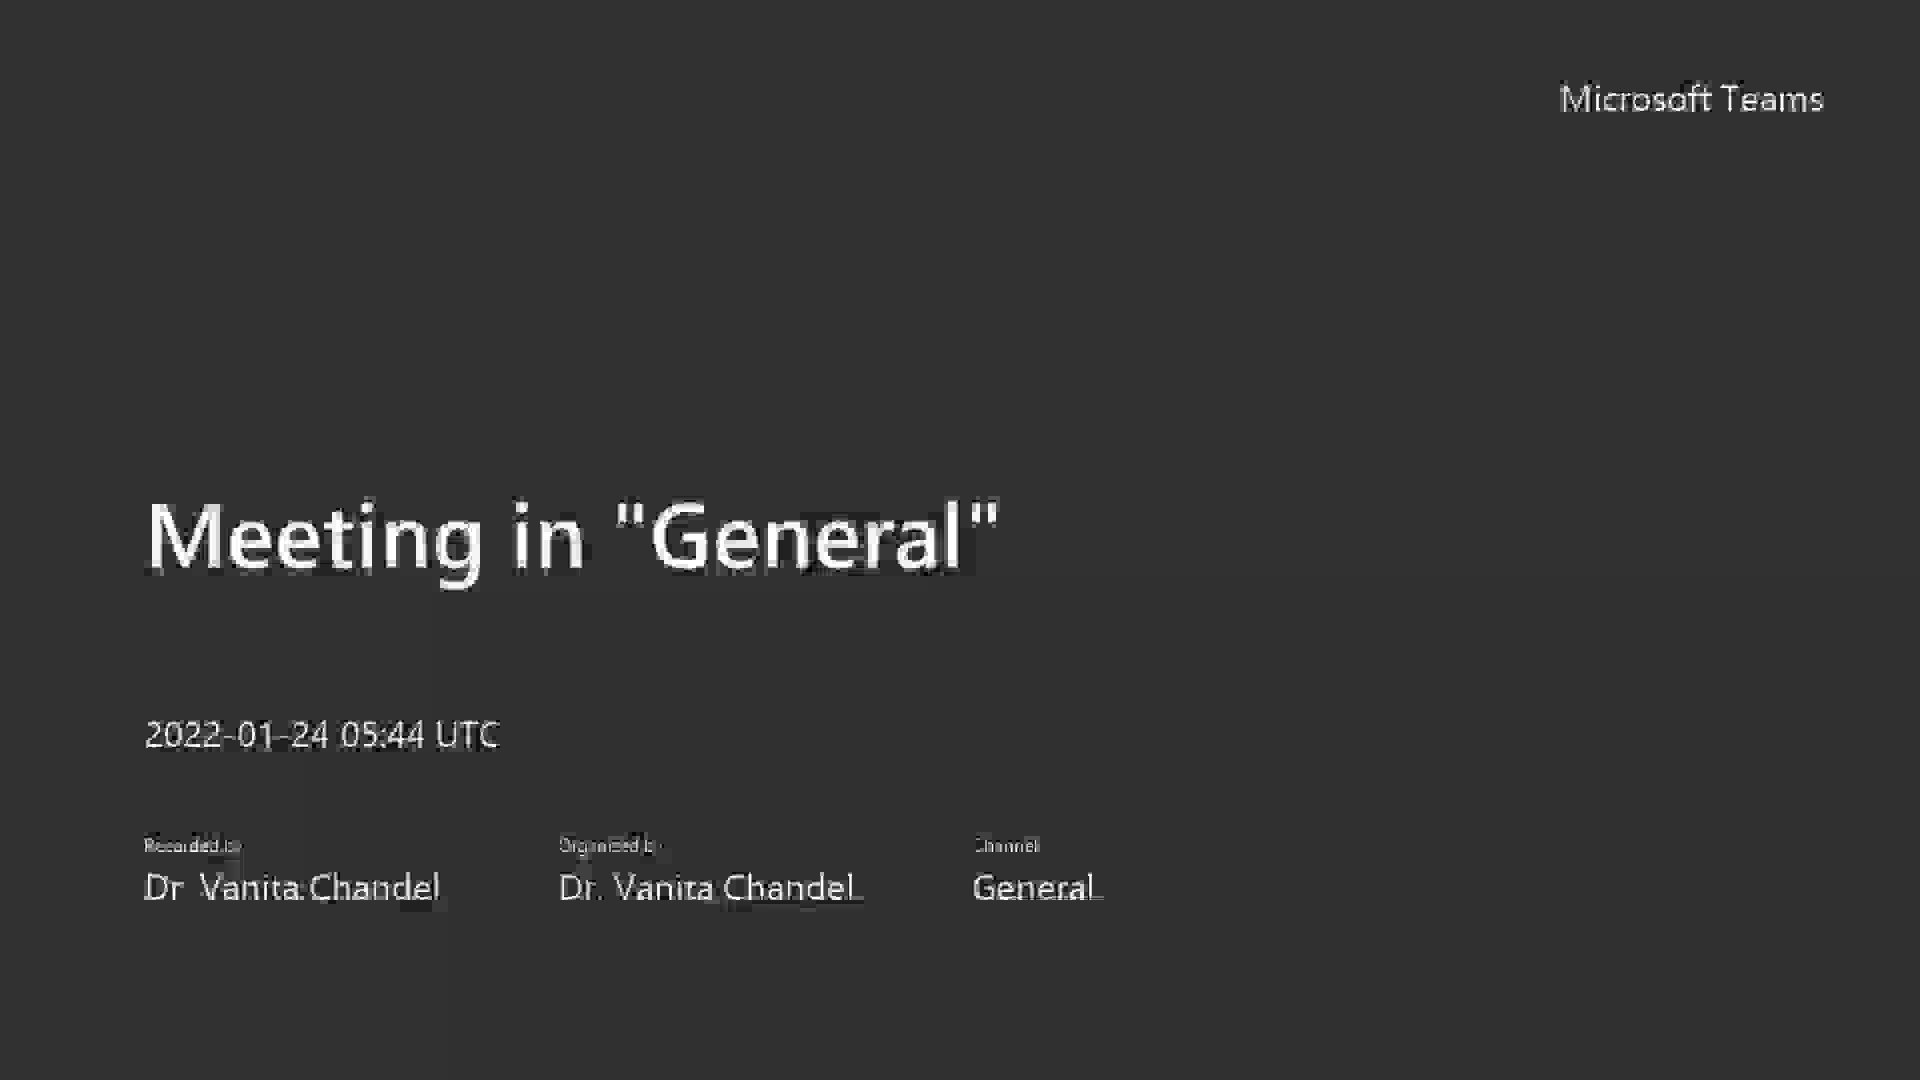 Microsoft Teams
Meeting in "General"
2022-01-24 05:44 UTC
Recorded by
Organized by
Channel
Dr. Vanita Chandel
Dr. Vanita Chandel
General